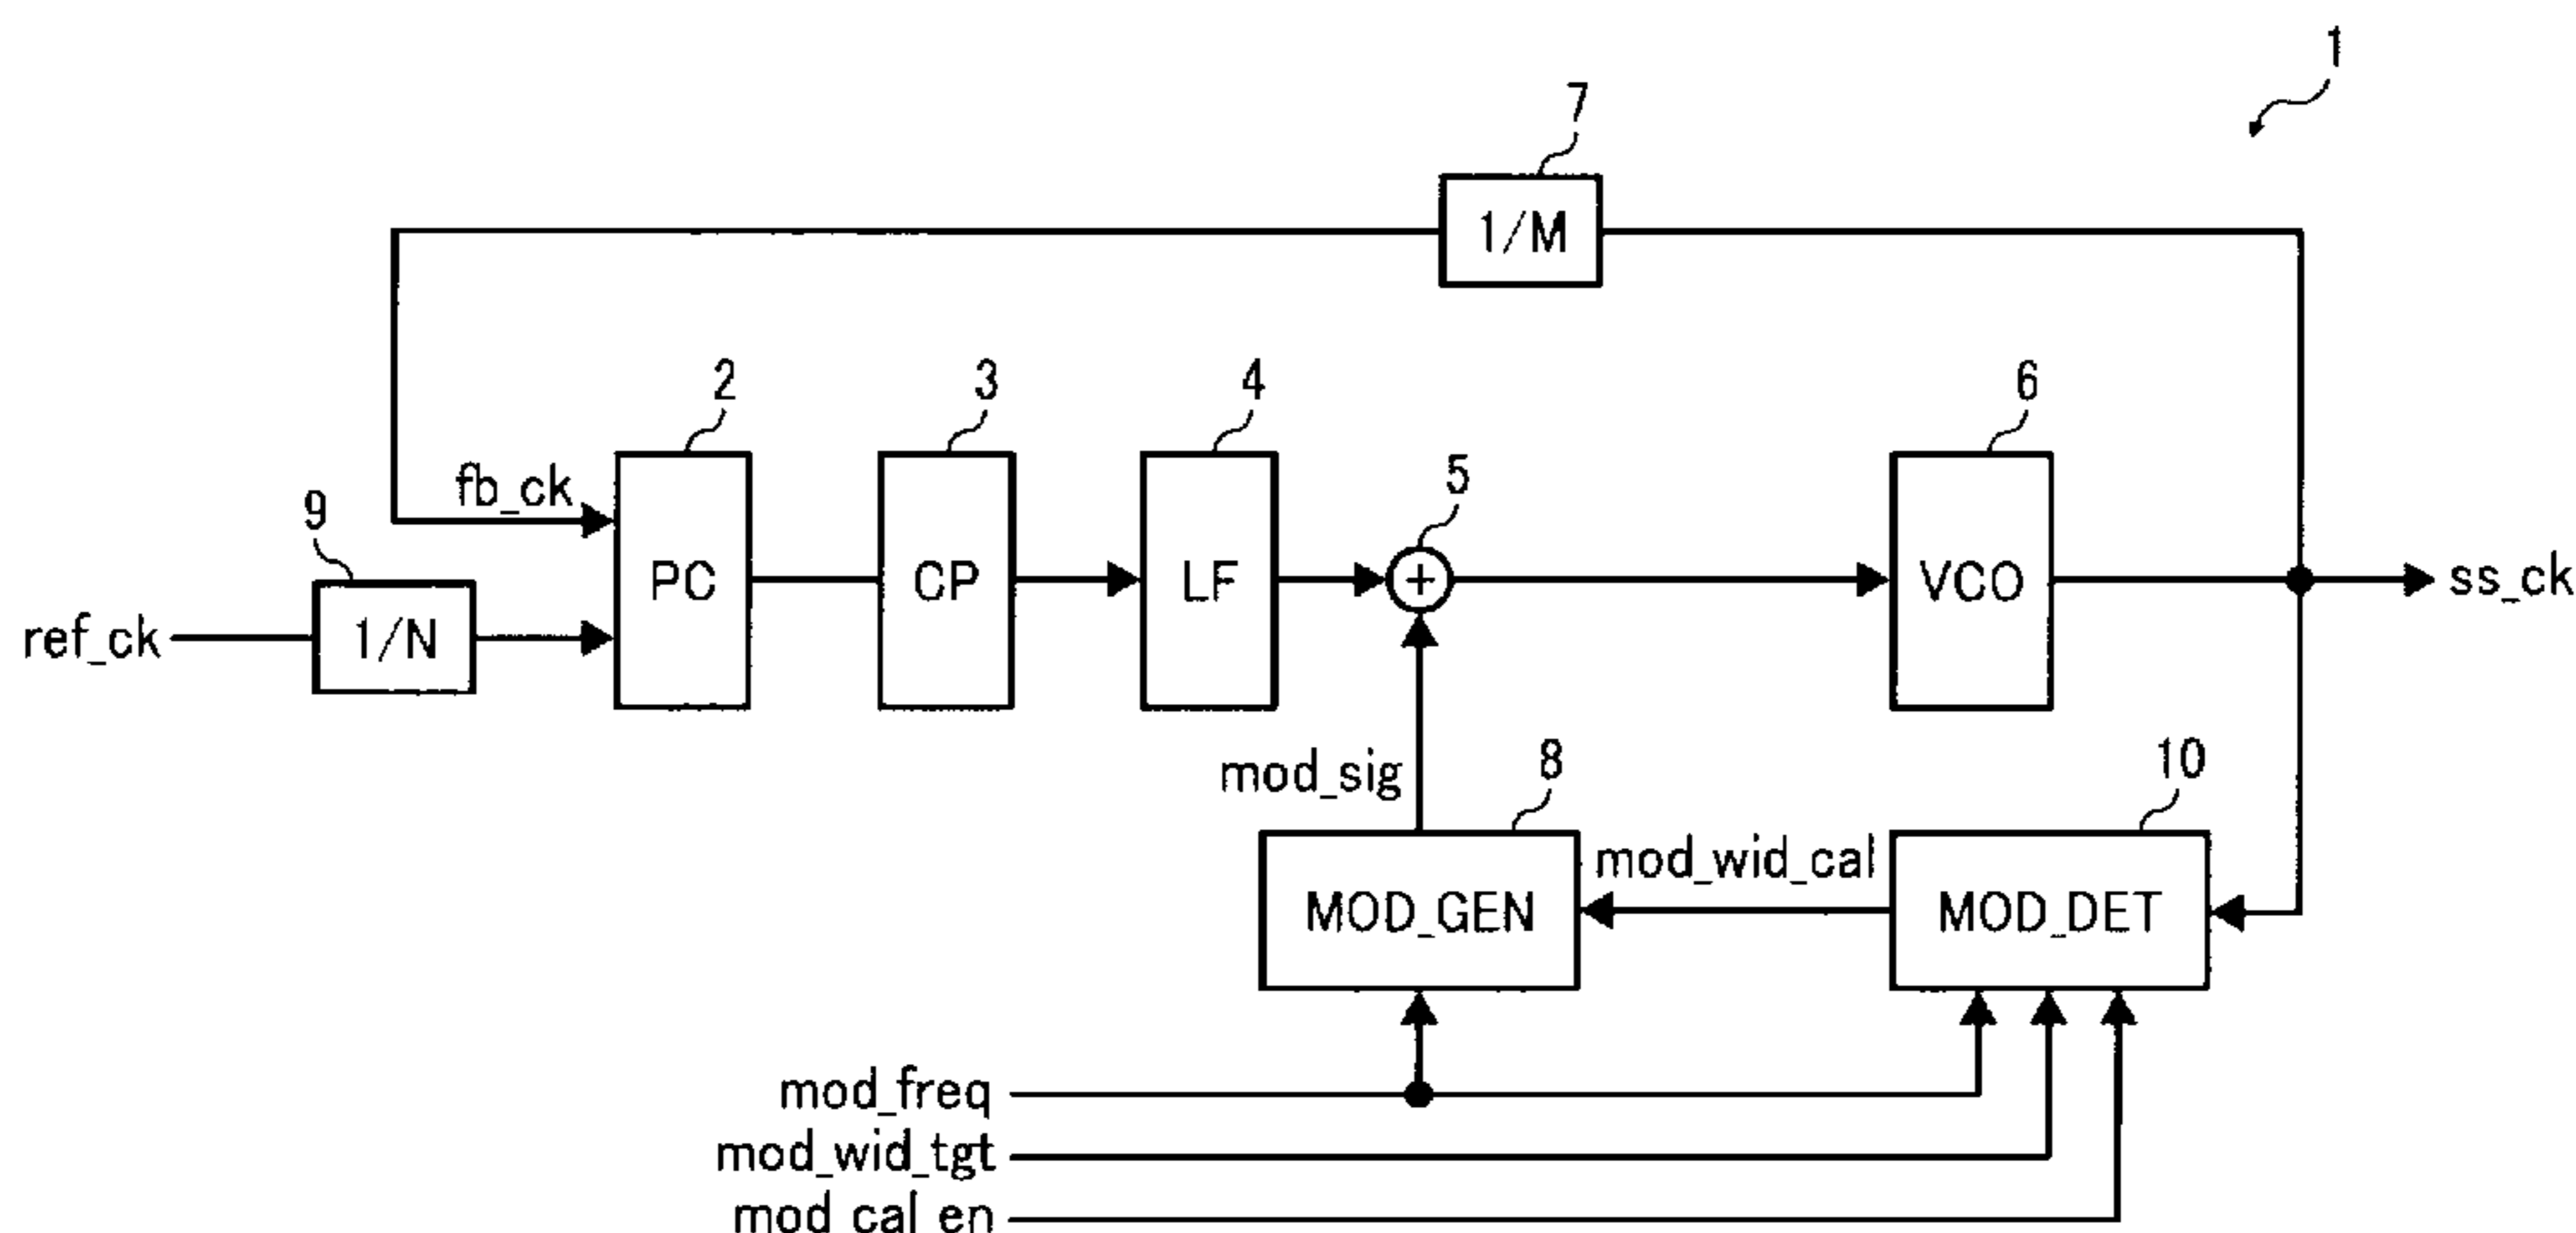 1
7
1/M
2
3
4
6
fb_ck
5
9
PC
CP
LF
+
VCO
ss_ck
ref_ck
1/N
mod_sig
8
10
mod_wid_cal
MOD_GEN
MOD_DET
mod_freq
mod_wid_tgt
mod_cal_en